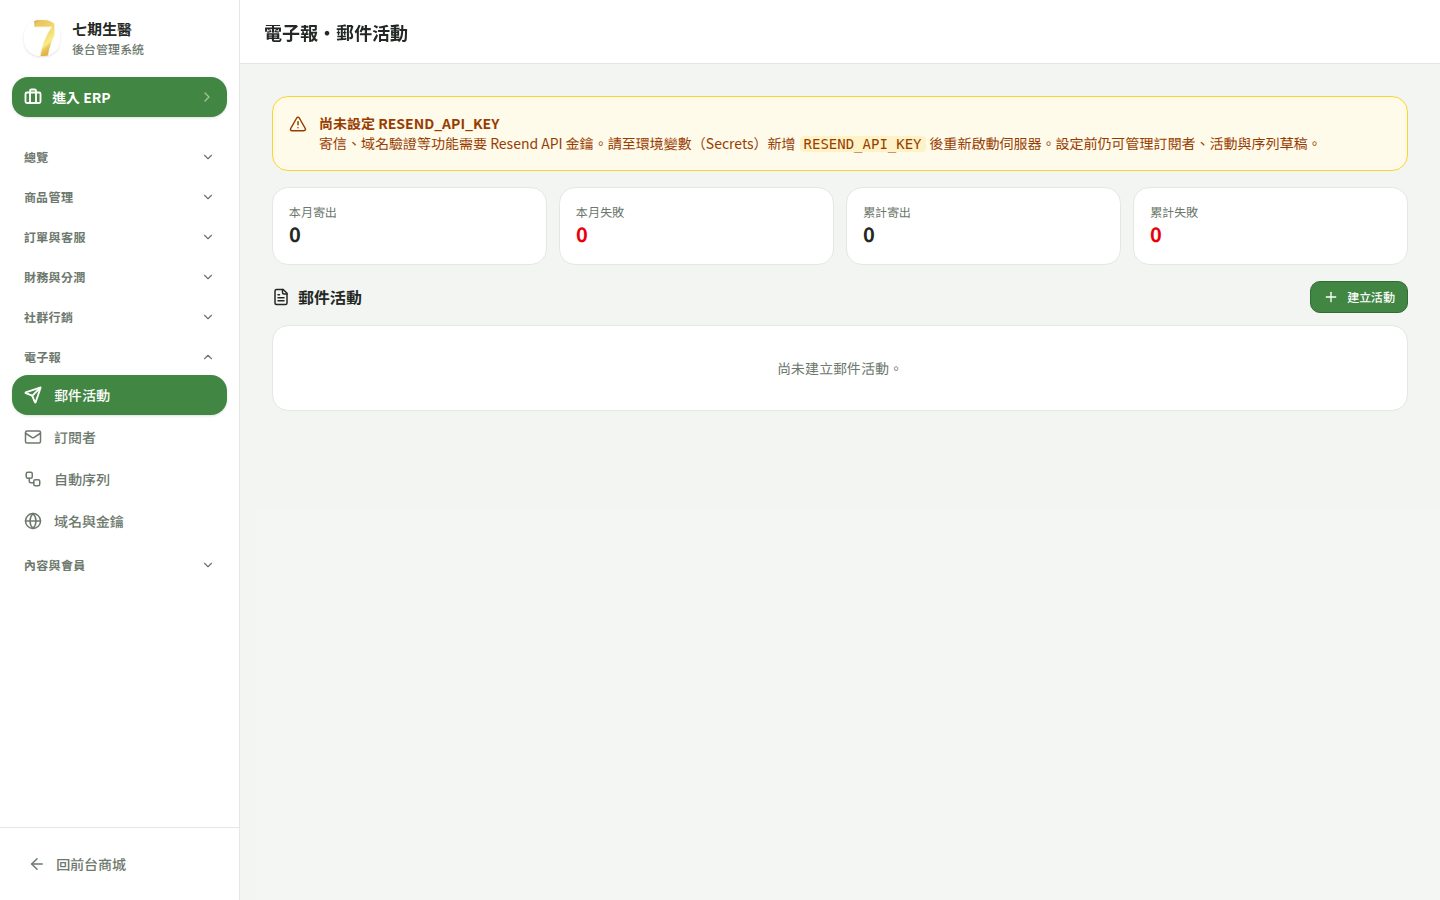 7
七期生醫
後台管理系統
進入 ERP
總覽
商品管理
訂單與客服
財務與分潤
社群行銷
電子報
郵件活動
訂閱者
自動序列
域名與金鑰
內容與會員
回前台商城
電子報・郵件活動
尚未設定 RESEND_API_KEY
寄信、域名驗證等功能需要 Resend API 金鑰。請至環境變數（Secrets）新增 RESEND_API_KEY 後重新啟動伺服器。設定前仍可管理訂閱者、活動與序列草稿。
本月寄出
0
本月失敗
0
累計寄出
0
累計失敗
0
郵件活動
建立活動
尚未建立郵件活動。